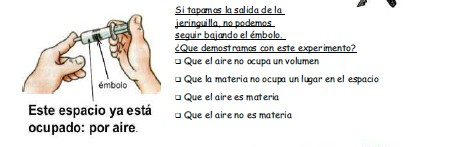 Si tapamos la salida de la
jeringuilla, no podemos
seguir bajando el émbolo.
¿Que demostramos con este experimento?
❑ Que el aire no ocupa un volumen
❑ Que la materia no ocupa un lugar en el espacio
❑ Que el aire es materia
❑ Que el aire no es materia
émbolo
Este espacio ya está
ocupado: por aire.